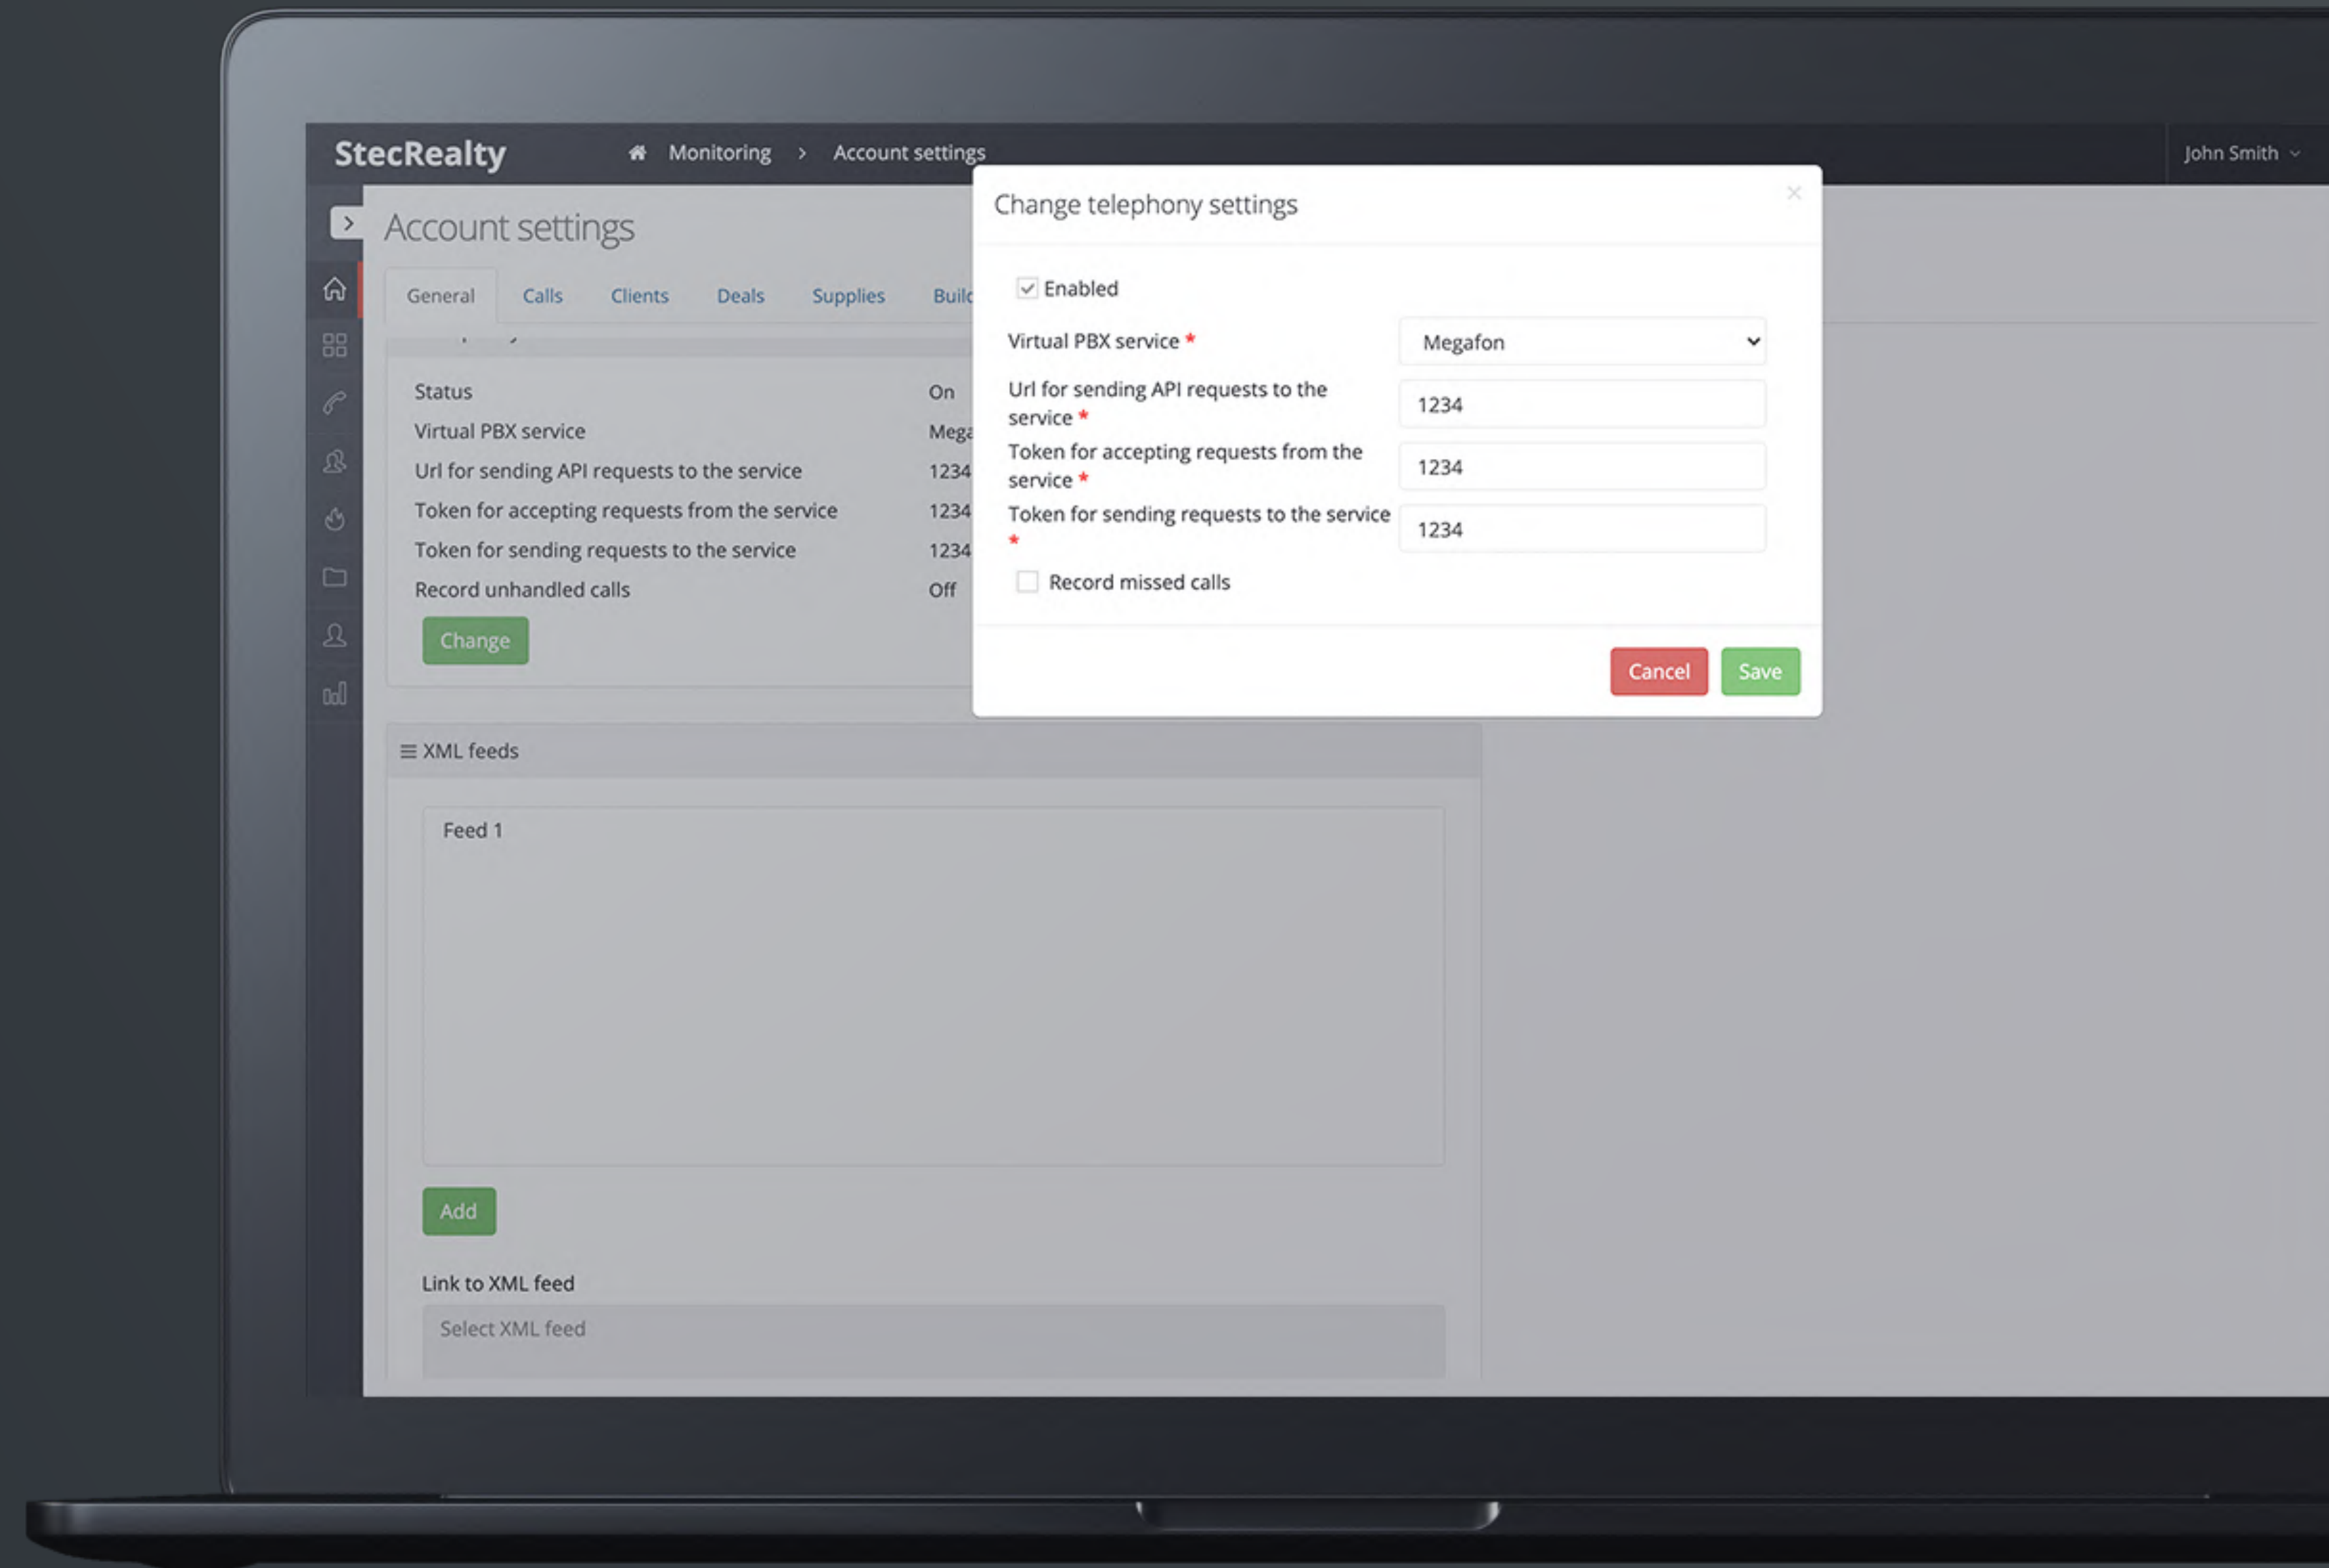 StecRealty
Monitoring > Account settings
John Smith
Account settings
General Calls Clients Deals Supplies Build
Status On
Virtual PBX service Mega
Url for sending API requests to the service 1234
Token for accepting requests from the service 1234
Token for sending requests to the service 1234
Record unhandled calls Off
Change
XML feeds
Feed 1
Add
Link to XML feed
Select XML feed
Change telephony settings
Enabled
Virtual PBX service * Megafon
Url for sending API requests to the
service * 1234
Token for accepting requests from the
service * 1234
Token for sending requests to the service
* 1234
Record missed calls
Cancel Save